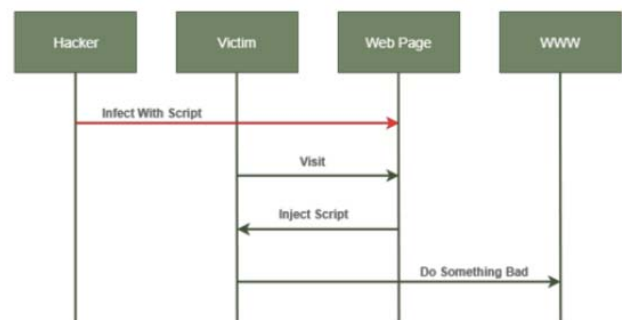 Hacker
Victim
Web Page
WWW
Infect With Script
Visit
Inject Script
Do Something Bad